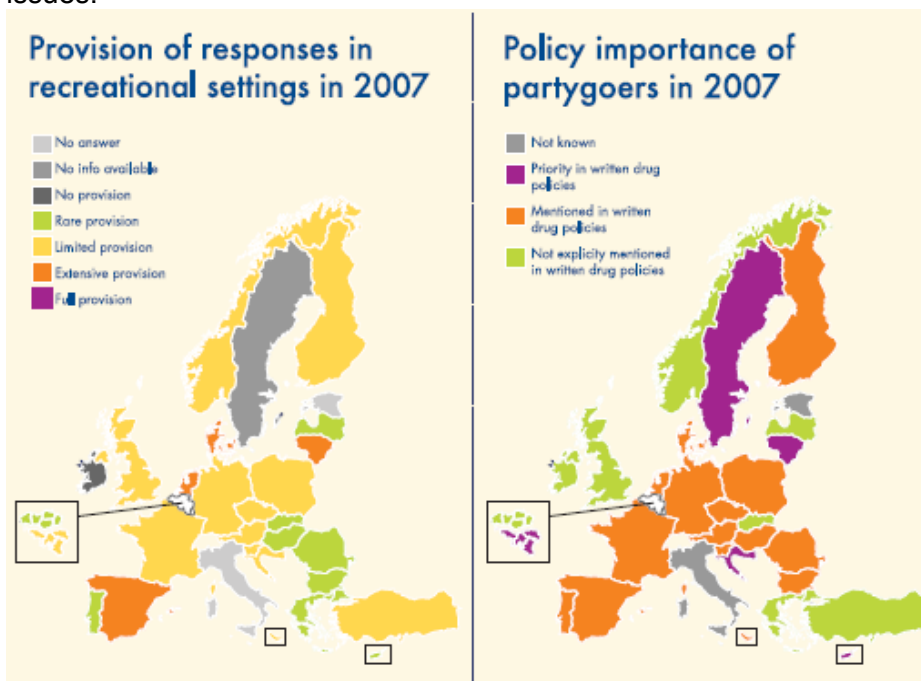 issues.
Provision of responses in
recreational settings in 2007
No answer
No info available
No provision
Rare provision
Limited provision
Extensive provision
Full provision
Policy importance of
partygoers in 2007
Not known
Priority in written drug
policies
Mentioned in written
drug policies
Not explicity mentioned
in written drug policies